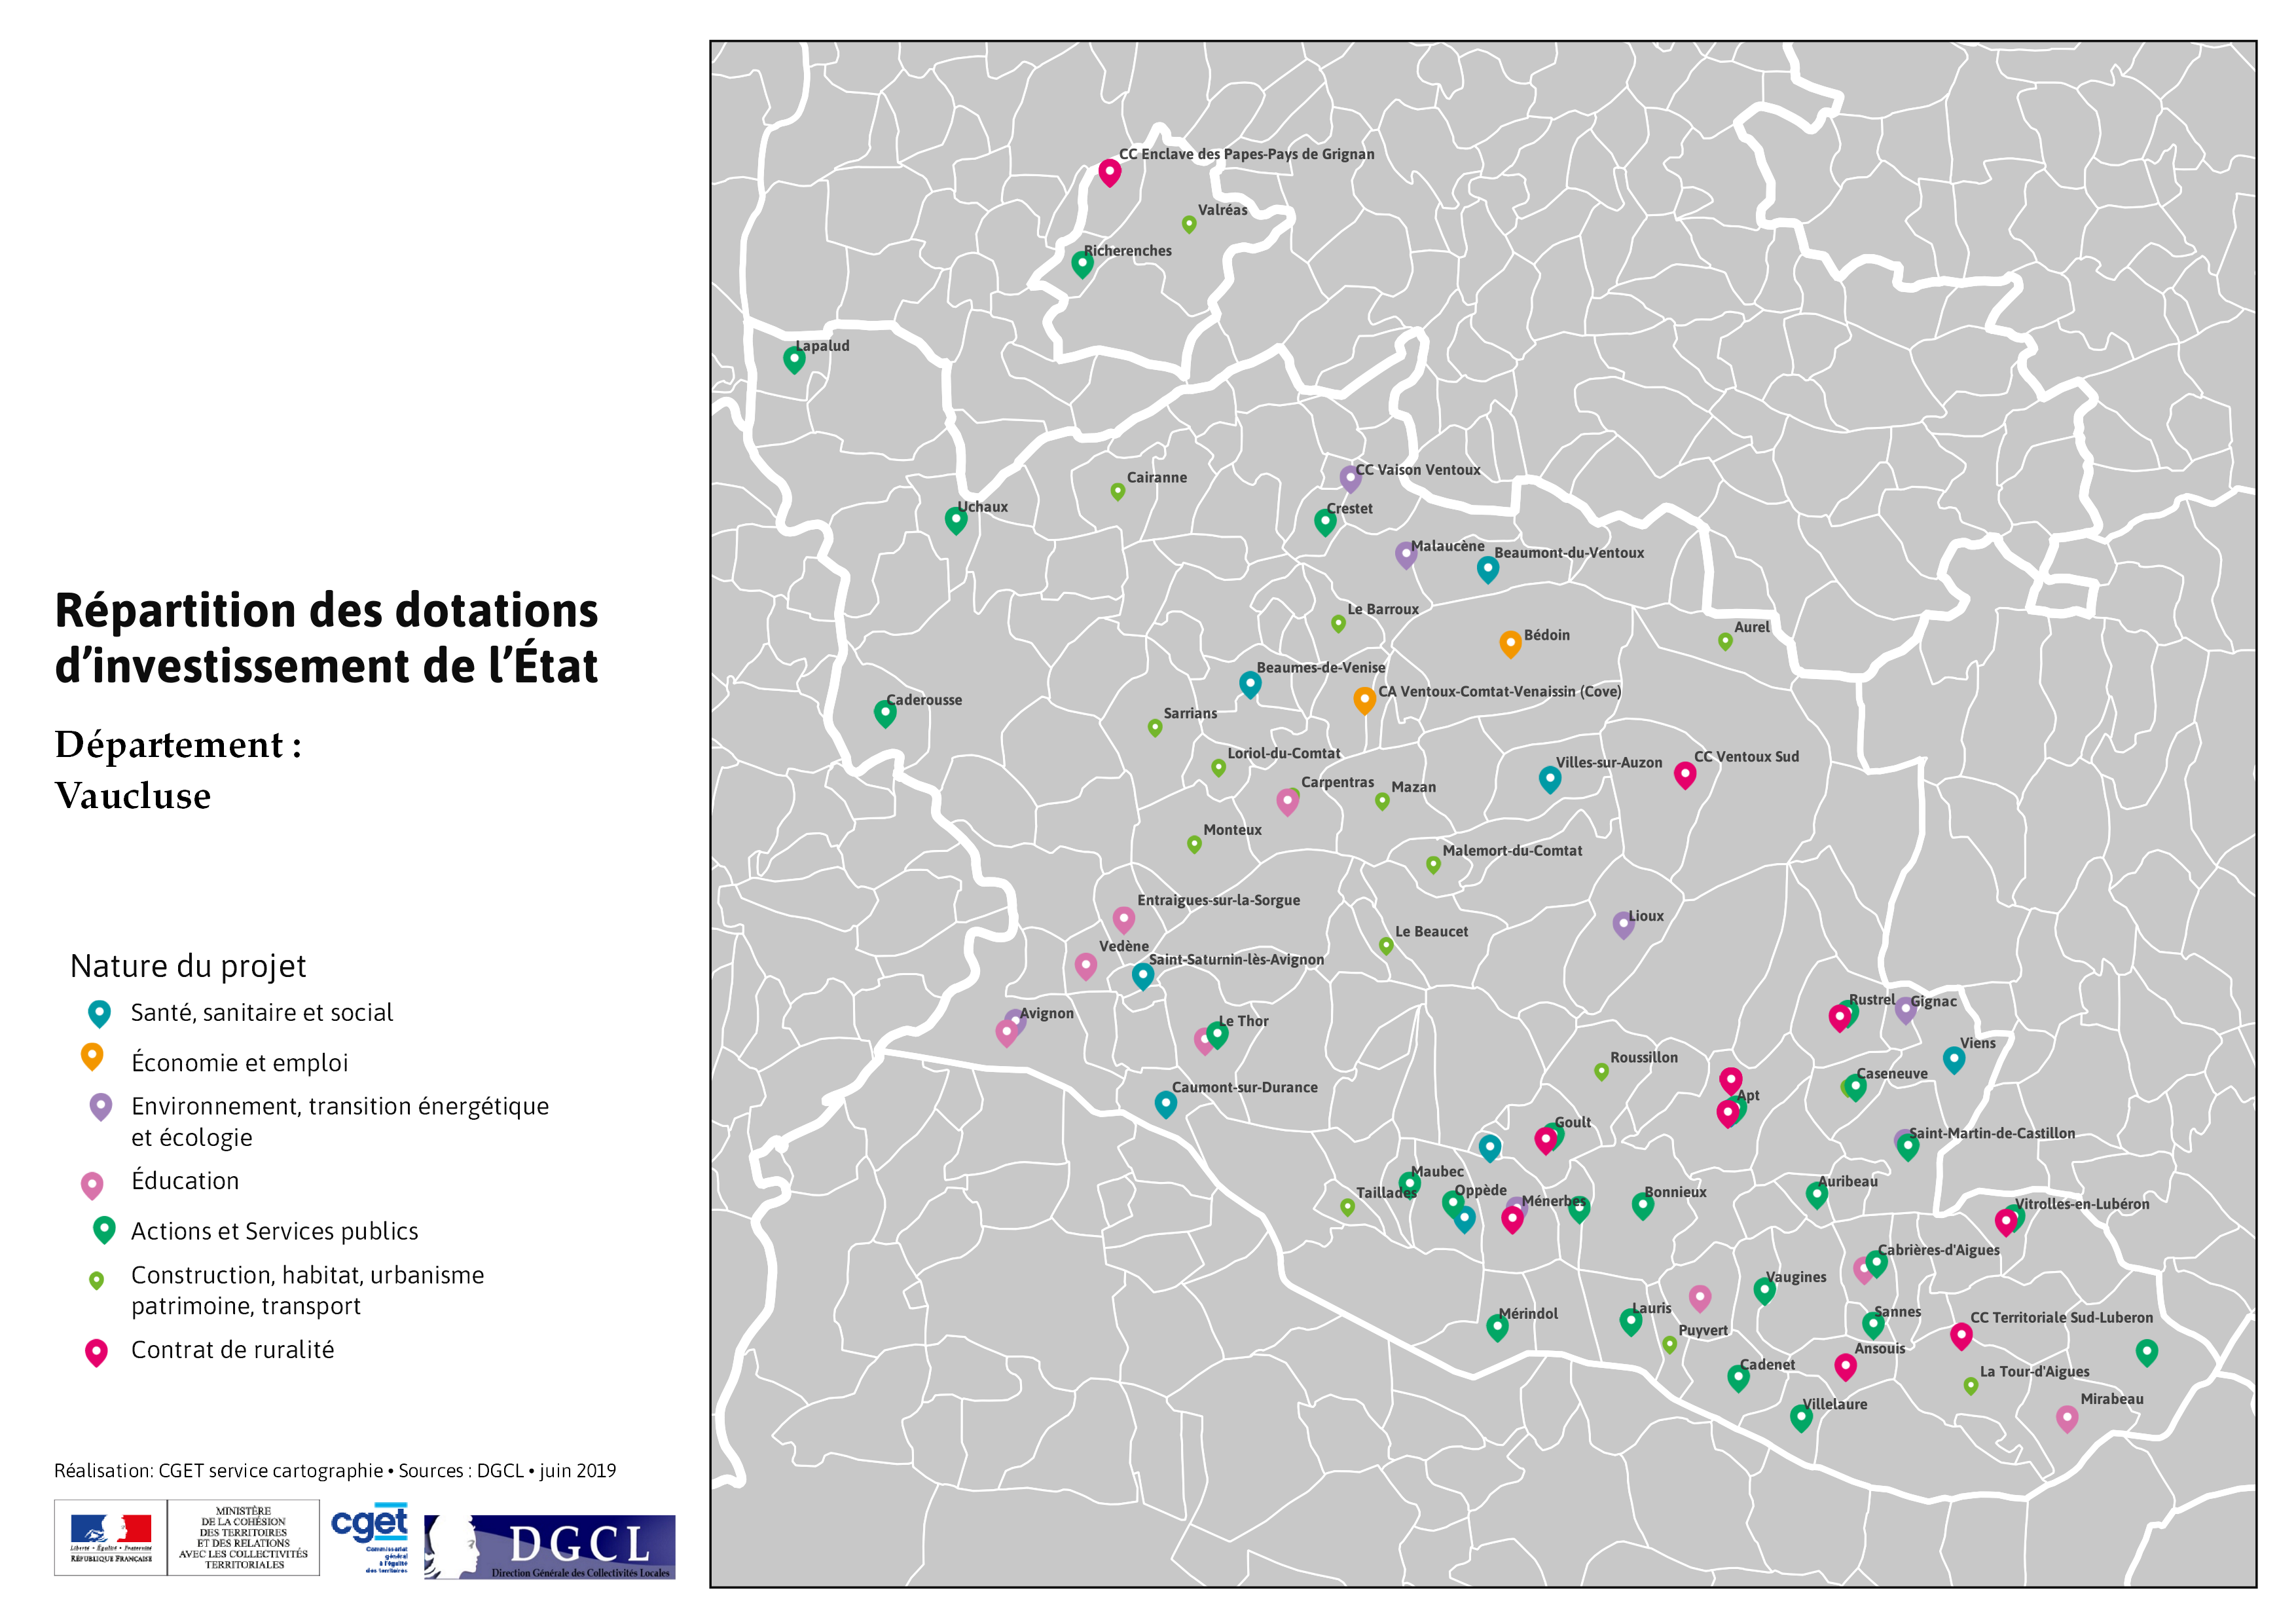 Répartition des dotations
d’investissement de l’État
Département :
Vaucluse
Nature du projet
Santé, sanitaire et social
Économie et emploi
Environnement, transition énergétique
et écologie
Éducation
Actions et Services publics
Construction, habitat, urbanisme
patrimoine, transport
Contrat de ruralité
Réalisation: CGET service cartographie • Sources : DGCL • juin 2019
Liberté • Égalité • Fraternité
RÉPUBLIQUE FRANÇAISE
MINISTÈRE
DE LA COHÉSION
DES TERRITOIRES
ET DES RELATIONS
AVEC LES COLLECTIVITÉS
TERRITORIALES
cget
Commissariat
général
à l'égalité
des territoires
DGCL
Direction Générale des Collectivités Locales
CC Enclave des Papes-Pays de Grignan
Valréas
Richerenches
Lapalud
CC Vaison Ventoux
Cairanne
Uchaux
Crestet
Malaucène
Beaumont-du-Ventoux
Le Barroux
Aurel
Bédoin
Beaumes-de-Venise
CA Ventoux-Comtat-Venaissin (Cove)
Caderousse
Sarrians
Loriol-du-Comtat
CC Ventoux Sud
Villes-sur-Auzon
Carpentras
Mazan
Monteux
Malemort-du-Comtat
Entraigues-sur-la-Sorgue
Lioux
Le Beaucet
Vedène
Saint-Saturnin-lès-Avignon
Rustrel
Gignac
Avignon
Le Thor
Viens
Roussillon
Caseneuve
Caumont-sur-Durance
Apt
Goult
Saint-Martin-de-Castillon
Maubec
Auribeau
Taillades
Oppède
Bonnieux
Ménerbes
Vitrolles-en-Lubéron
Cabrières-d'Aigues
Vaugines
Lauris
Sannes
Mérindol
CC Territoriale Sud-Luberon
Puyvert
Ansouis
Cadenet
La Tour-d'Aigues
Mirabeau
Villelaure